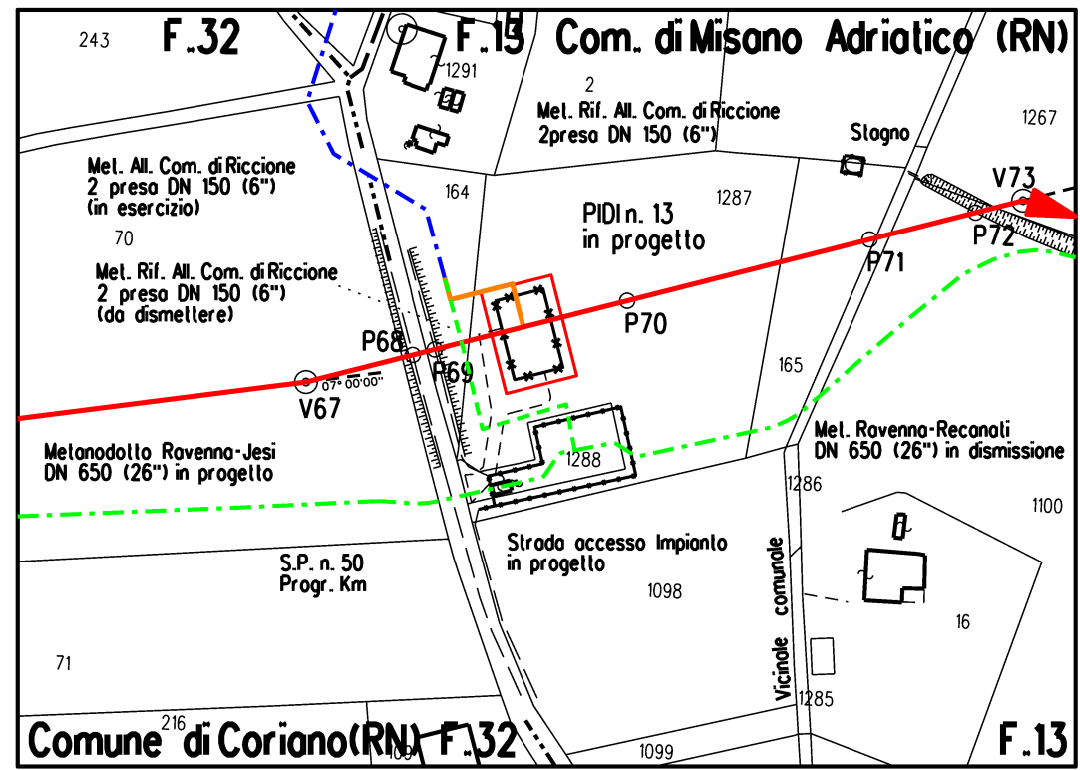 243
F.32
F.13
Com. di Misano Adriatico (RN)
1291
2
Met. Rif. All. Com. di Riccione
2presa DN 150 (6")
Stagno
1267
Met. All. Com. di Riccione
2 presa DN 150 (6")
(in esercizio)
164
1287
V73
70
PIDI n. 13
in progetto
P72
P71
Met. Rif. All. Com. di Riccione
2 presa DN 150 (6")
(da dismettere)
P70
P68
P69
07°00'00"
V67
165
Metanodotto Ravenna-Jesi
DN 650 (26") in progetto
Met. Ravenna-Recanati
DN 650 (26") in dismissione
1288
1286
1100
S.P. n. 50
Progr. Km
Strada accesso Impianto
in progetto
1098
Vicinale comunale
16
71
1285
216
Comune di Coriano(RN) F.32
1099
F.13